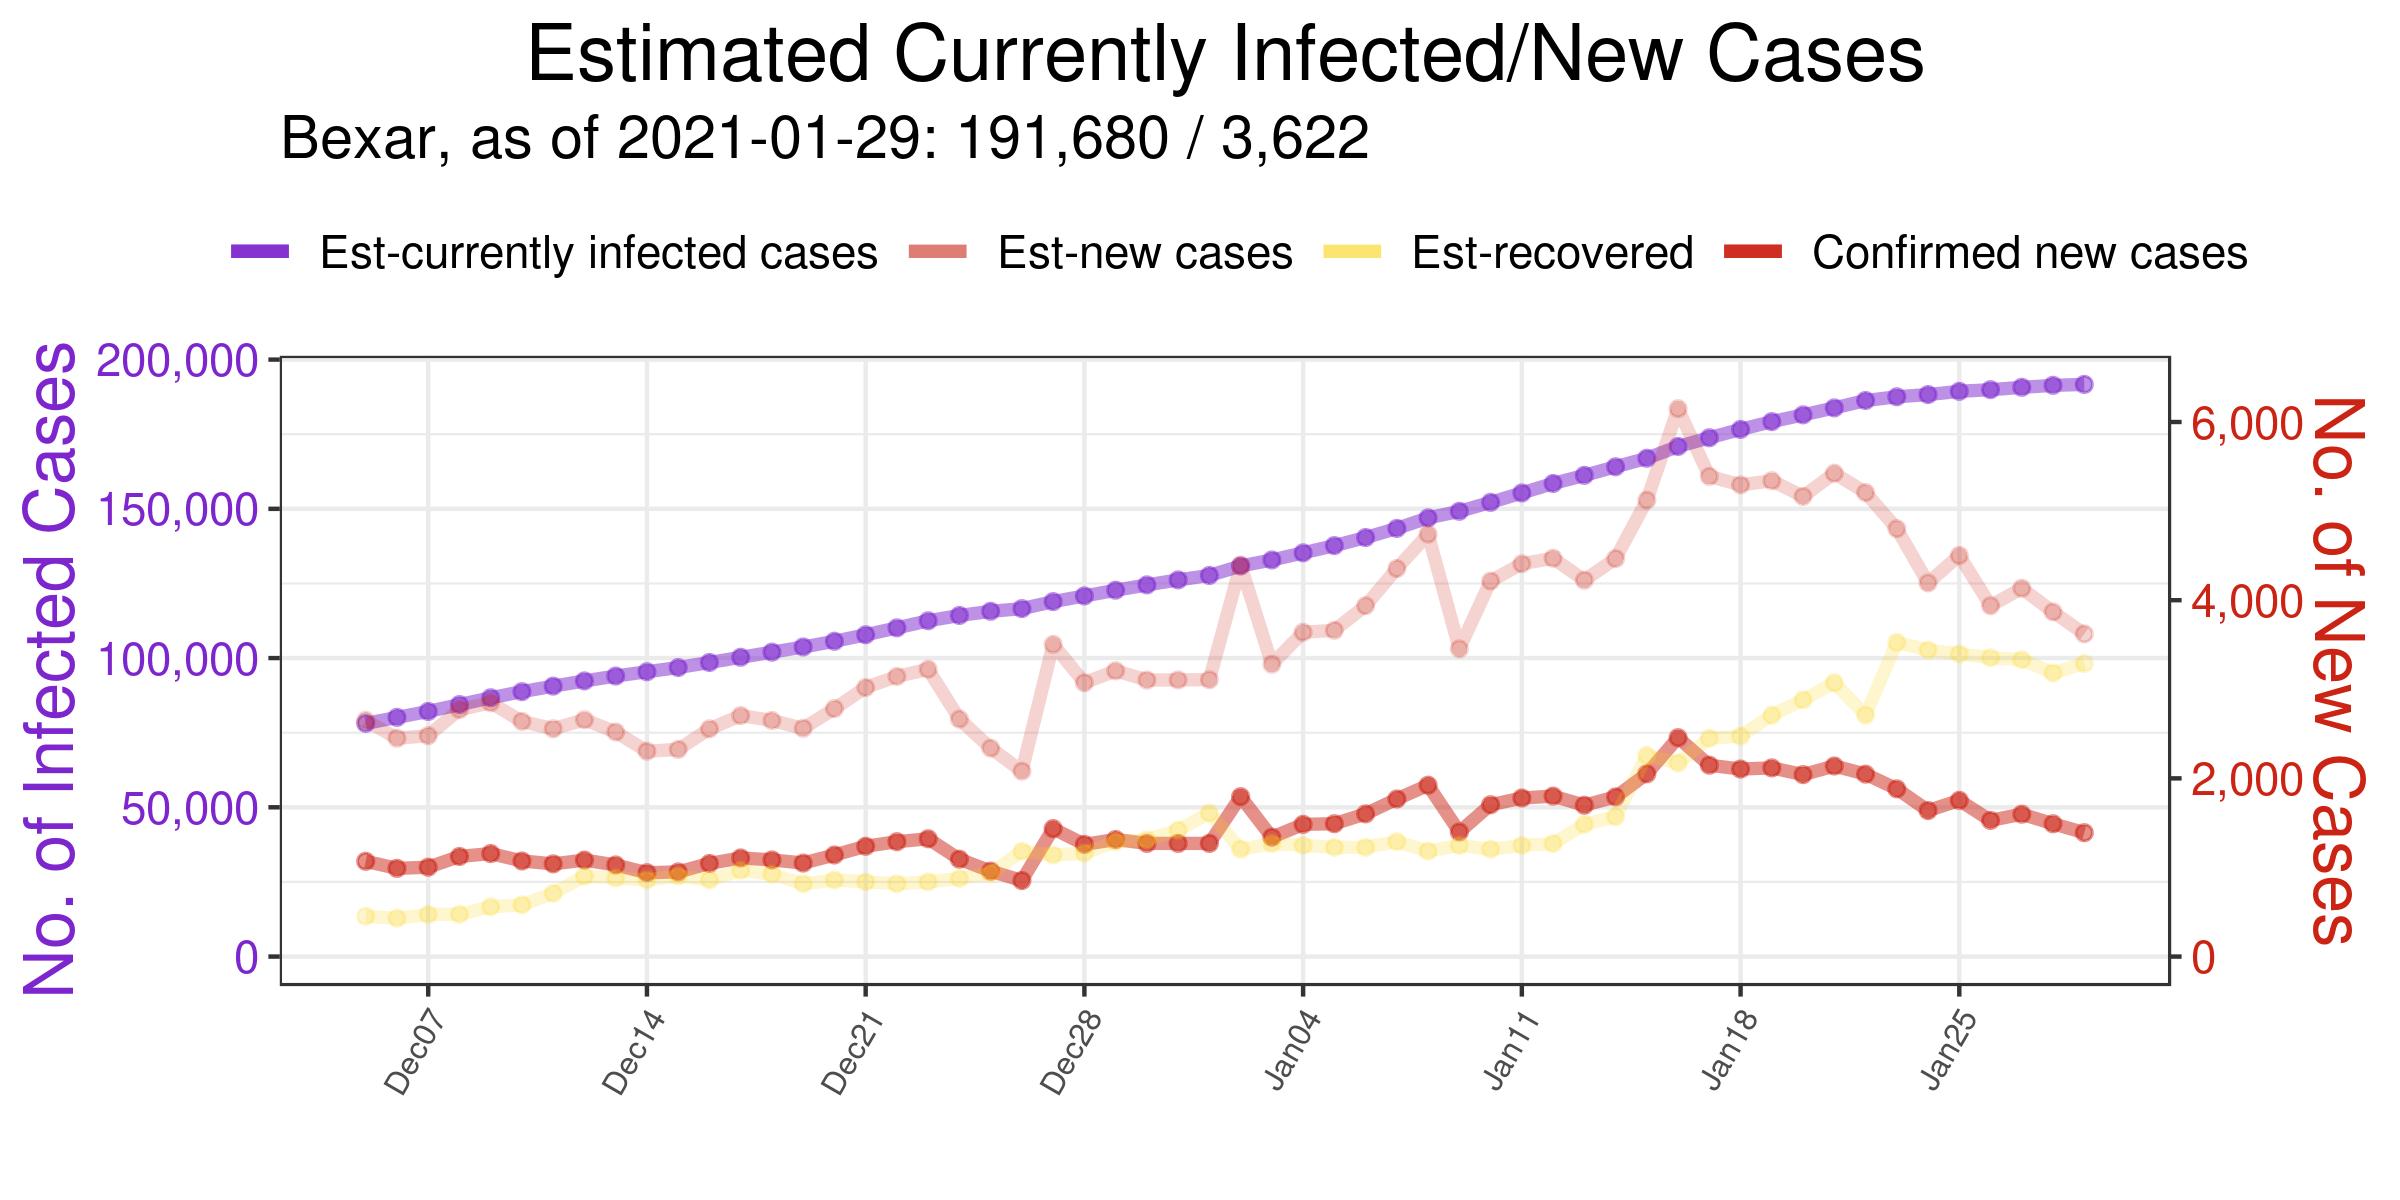 Estimated Currently Infected/New Cases
Bexar, as of 2021-01-29: 191,680 / 3,622
Est-currently infected cases Est-new cases Est-recovered Confirmed new cases
No. of Infected Cases
200,000
150,000
100,000
50,000
0
6,000
4,000
2,000
0
No. of New Cases
Dec07 Dec14 Dec21 Dec28 Jan04 Jan11 Jan18 Jan25